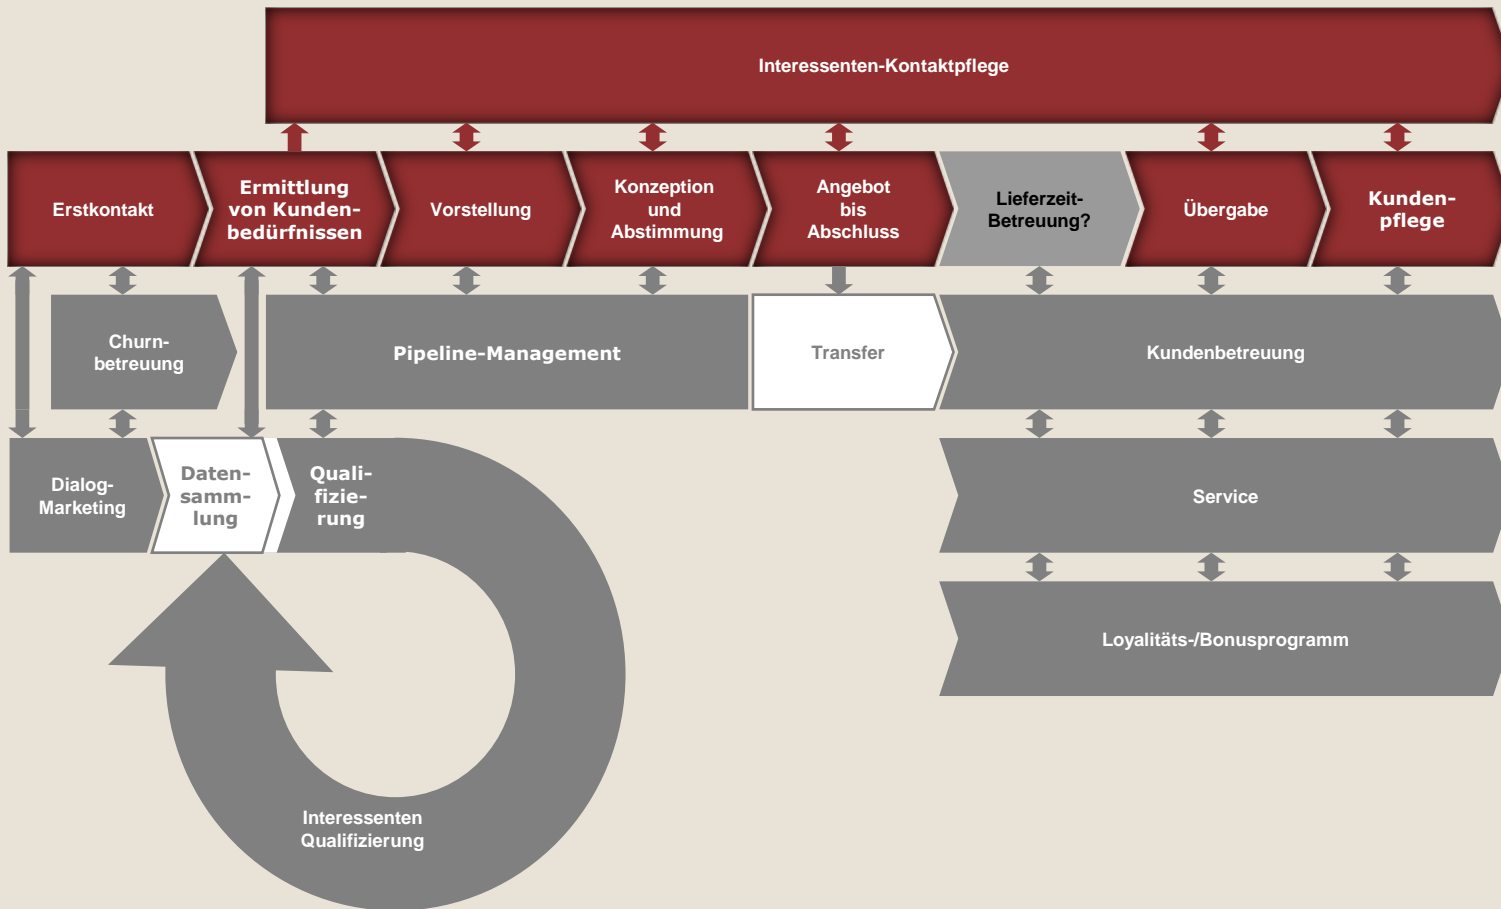 Interessenten-Kontaktpflege
Erstkontakt
Ermittlung
von Kunden-
bedürfnissen
Vorstellung
Konzeption
und
Abstimmung
Angebot
bis
Abschluss
Lieferzeit-
Betreuung?
Übergabe
Kunden-
pflege
Churn-
betreuung
Pipeline-Management
Transfer
Kundenbetreuung
Dialog-
Marketing
Daten-
samm-
lung
Quali-
fizie-
rung
Service
Loyalitäts-/Bonusprogramm
Interessenten
Qualifizierung